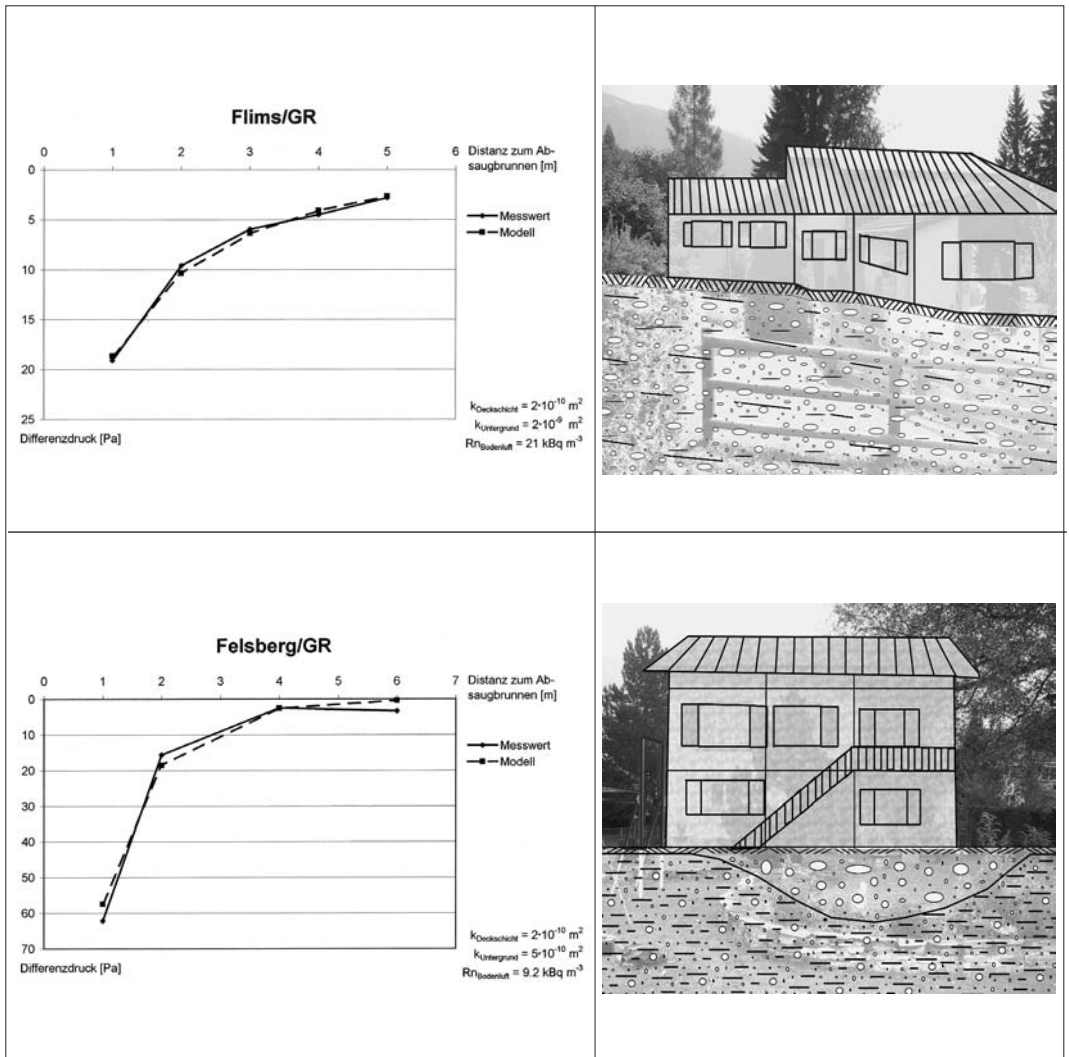 Flims/GR
0 1 2 3 4 5 6 Distanz zum Ab-
saugbrunnen [m]
0
5
10
15
20
25
Messwert
Modell
Differenzdruck [Pa]
kDeckschicht = 2·10-10 m2
kUntergrund = 2·10-9 m2
RnBodenluft = 21 kBq m-3
Felsberg/GR
0 1 2 3 4 5 6 7 Distanz zum Ab-
saugbrunnen [m]
0
10
20
30
40
50
60
70
Messwert
Modell
Differenzdruck [Pa]
kDeckschicht = 2·10-10 m2
kUntergrund = 5·10-10 m2
RnBodenluft = 9.2 kBq m-3